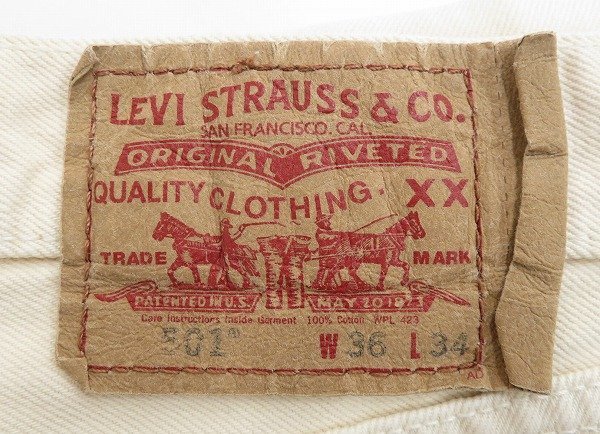 LEVI STRAUSS & CO.
SAN FRANCISCO. CAL.
ORIGINAL RIVETED
QUALITY CLOTHING. XX
TRADE MARK
PATENTED IN U.S. MAY 20 1873
Care Instructions Inside Garment 100% Cotton WPL 423
501® W 36 L 34
AD